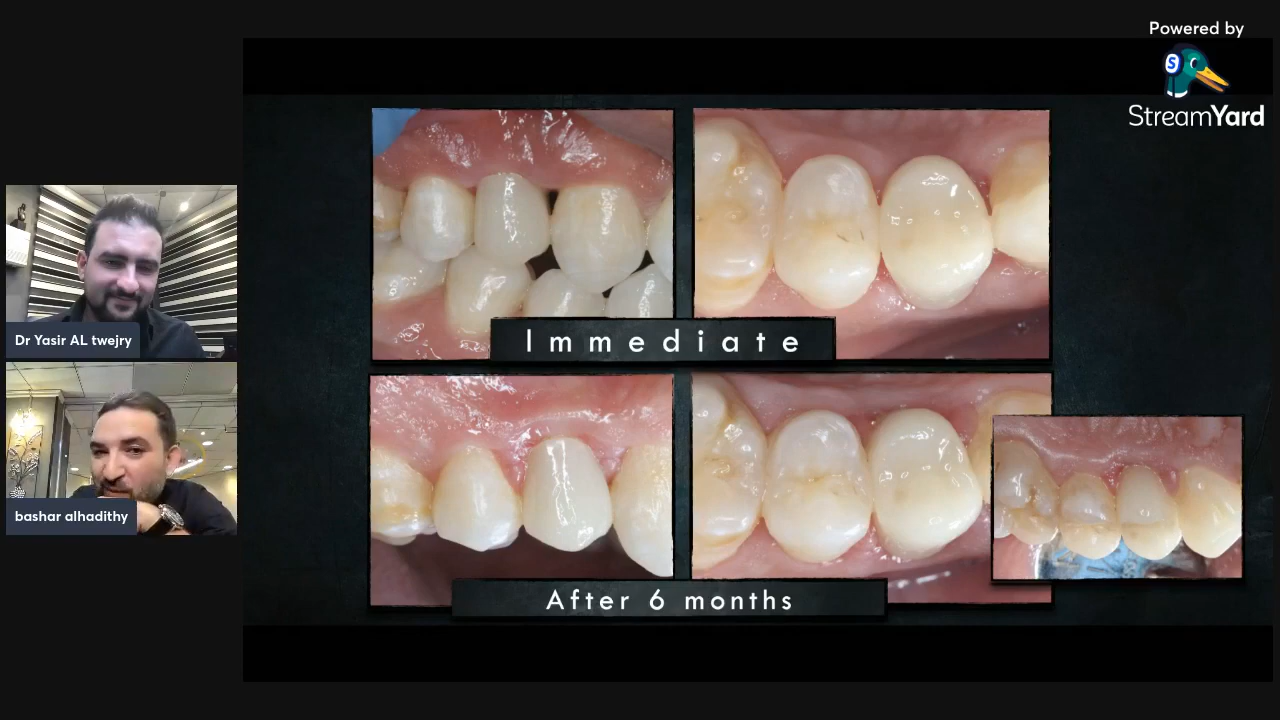 Powered by
StreamYard
Dr Yasir AL twejry
bashar alhadithy
Immediate
After 6 months